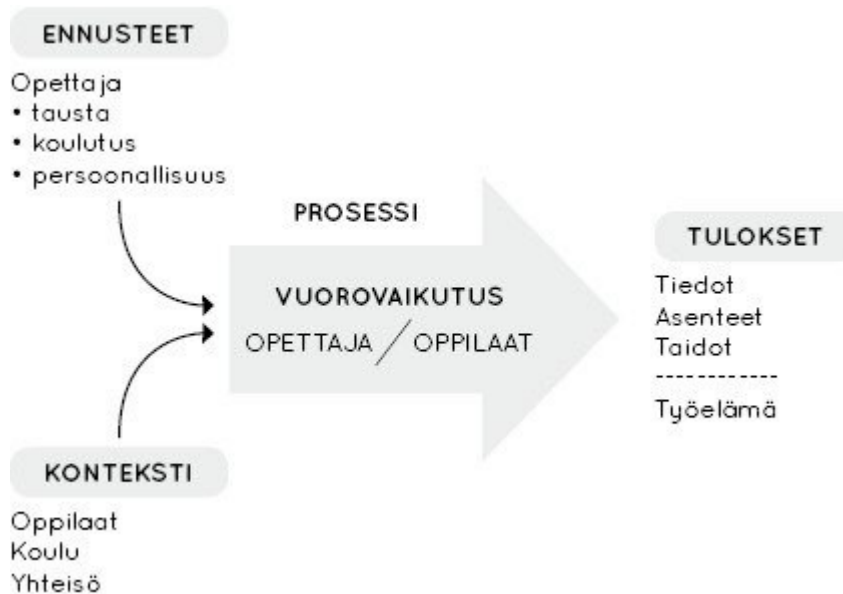 ENNUSTEET
Opettaja
• tausta
• koulutus
• persoonallisuus
PROSESSI
VUOROVAIKUTUS
OPETTAJA / OPPILAAT
KONTEKSTI
Oppilaat
Koulu
Yhteisö
TULOKSET
Tiedot
Asenteet
Taidot
------------
Työelämä